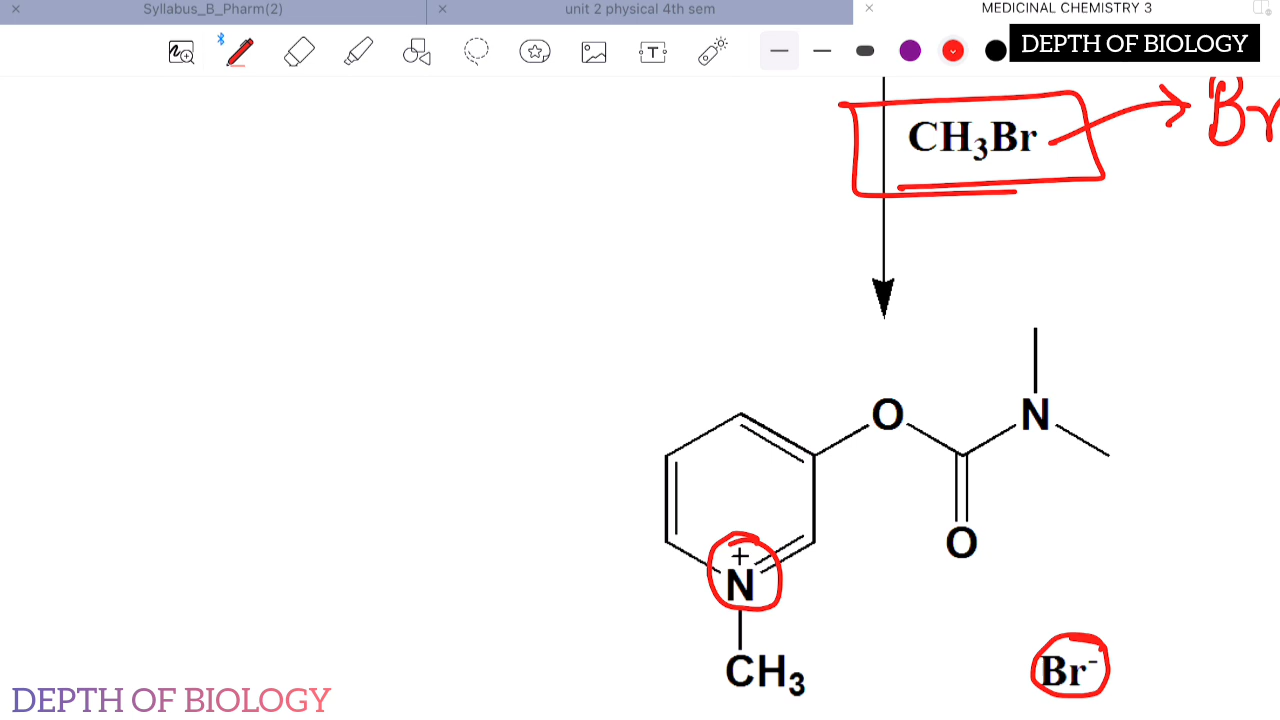 Syllabus_B_Pharm(2)
unit 2 physical 4th sem
MEDICINAL CHEMISTRY 3
DEPTH OF BIOLOGY
T
CH₃Br
Br
O
N
O
+
N
CH₃
Br⁻
DEPTH OF BIOLOGY